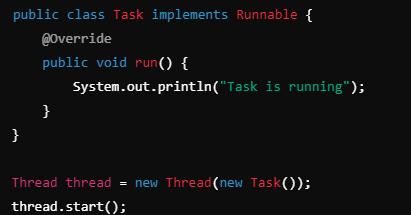 public class Task implements Runnable {
    @Override
    public void run() {
        System.out.println("Task is running");
    }
}

Thread thread = new Thread(new Task());
thread.start();